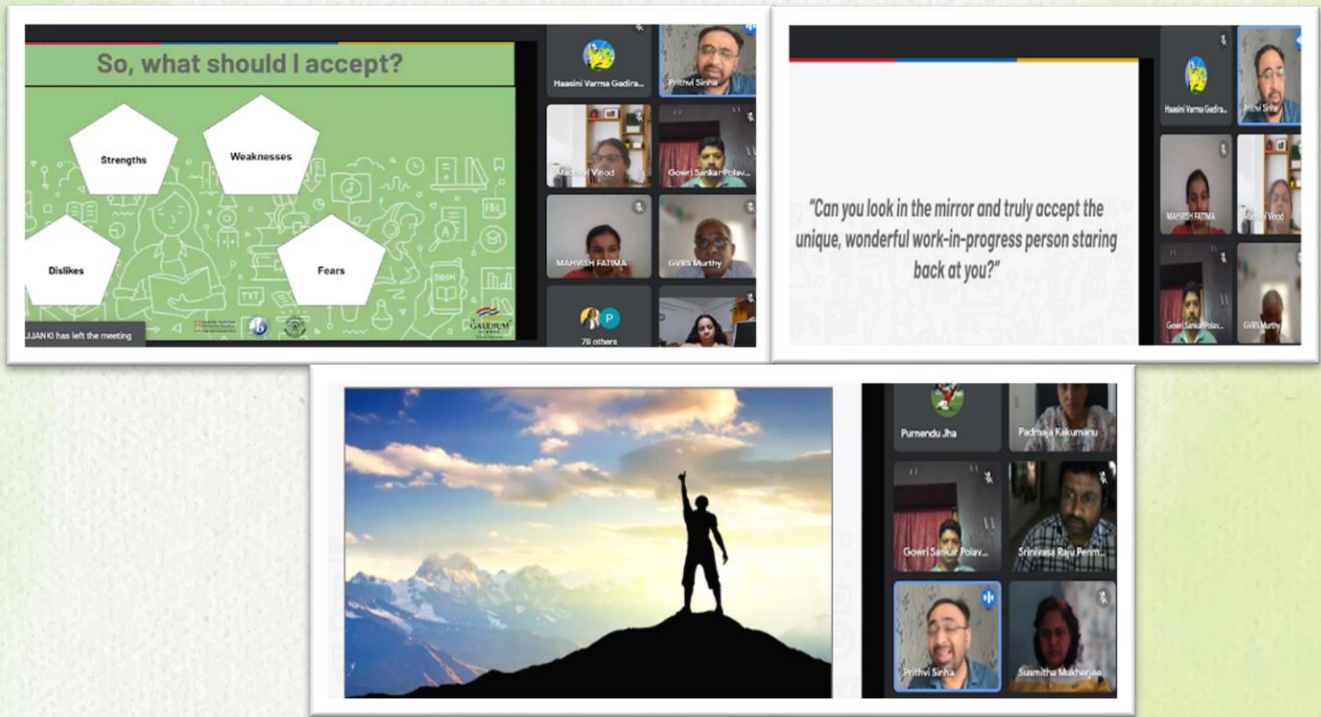 So, what should I accept?
Strengths
Weaknesses
Dislikes
Fears
JJANKI has left the meeting
GAUDIUM
Haasini Varma Gadira...
Prithvi Sinha
Vinod
Gowri Sankar Polav...
MAHVISH FATIMA
GVRS Murthy
P
78 others
"Can you look in the mirror and truly accept the
unique, wonderful work-in-progress person staring
back at you?"
Haasini Varma Gadira...
Prithvi Sinha
MAHVISH FATIMA
Vinod
Gowri Sankar Polav...
GVRS Murthy
Purnendu Jha
Padmaja Kakumanu
Gowri Sankar Polav...
Srinivasa Raju Penm...
Prithvi Sinha
Susmitha Mukherjee